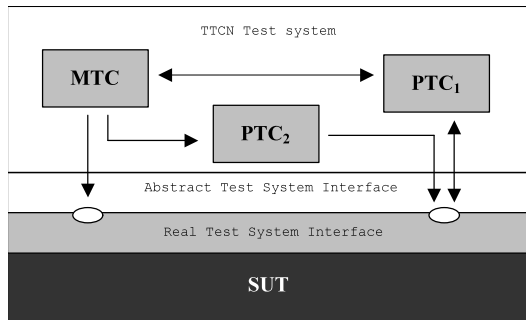 TTCN Test system
MTC
PTC₁
PTC₂
Abstract Test System Interface
Real Test System Interface
SUT